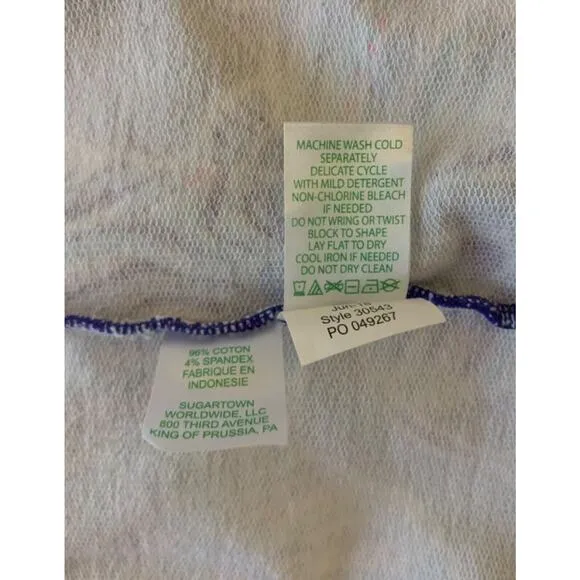 MACHINE WASH COLD
SEPARATELY
DELICATE CYCLE
WITH MILD DETERGENT
NON-CHLORINE BLEACH
IF NEEDED
DO NOT WRING OR TWIST
BLOCK TO SHAPE
LAY FLAT TO DRY
COOL IRON IF NEEDED
DO NOT DRY CLEAN
Style 30543
PO 049267
96% COTON
4% SPANDEX
FABRIQUE EN
INDONESIE
SUGARTOWN
WORLDWIDE, LLC
800 THIRD AVENUE
KING OF PRUSSIA, PA